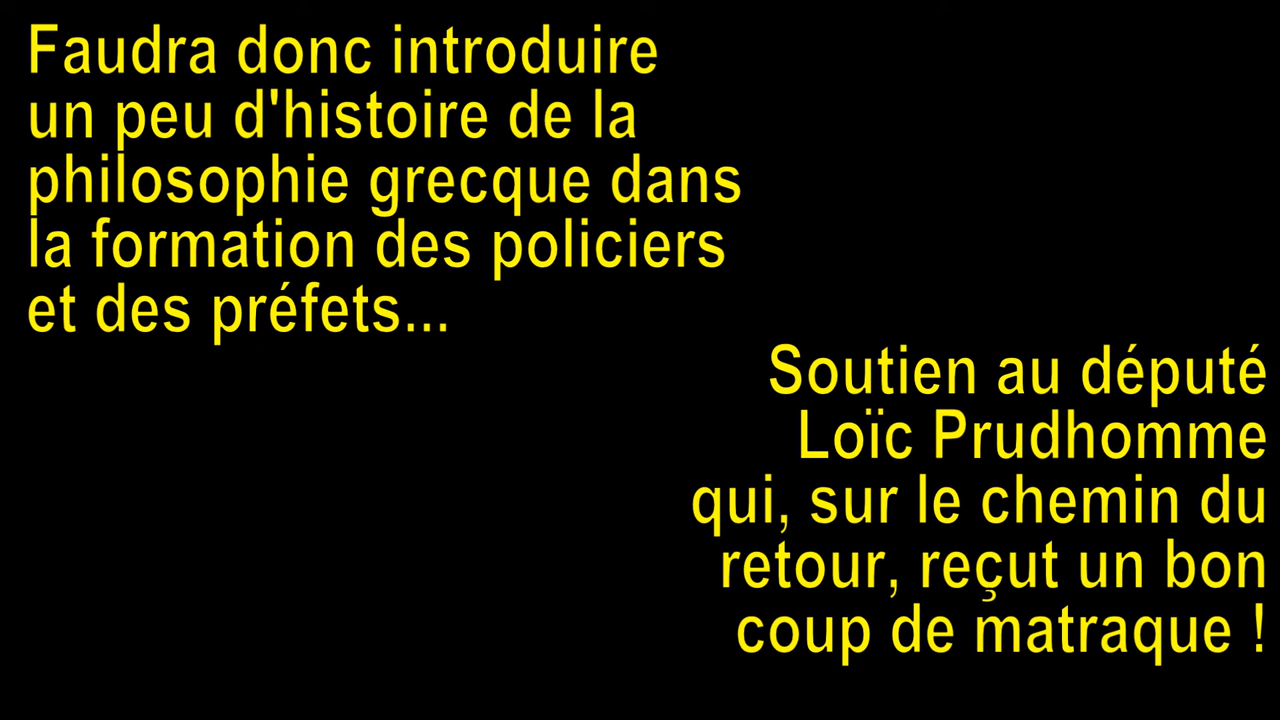 Faudra donc introduire
un peu d'histoire de la
philosophie grecque dans
la formation des policiers
et des préfets...
Soutien au député
Loïc Prudhomme
qui, sur le chemin du
retour, reçut un bon
coup de matraque !